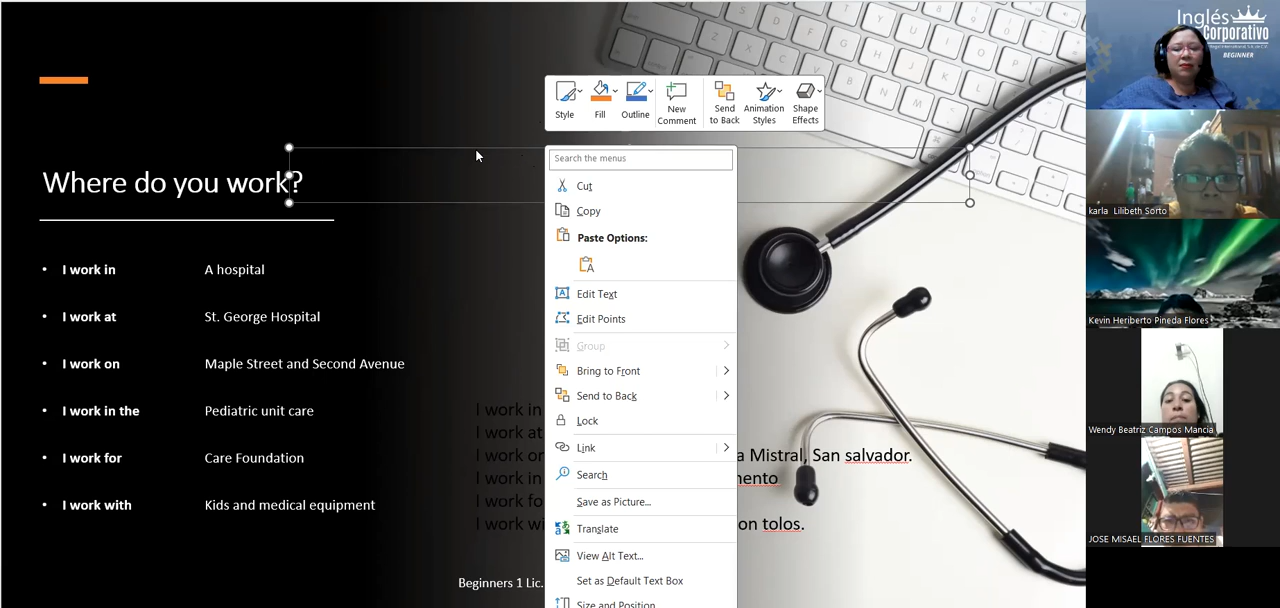 Inglés
Corporativo
BEGINNER
Style
Fill
Outline
New
Comment
Send
to Back
Animation
Styles
Shape
Effects
Search the menus
Where do you work?
Cut
Copy
Paste Options:
Edit Text
Edit Points
Group
Bring to Front
Send to Back
Lock
Link
Search
Save as Picture...
Translate
View Alt Text...
Set as Default Text Box
Size and Position
• I work in A hospital
• I work at St. George Hospital
• I work on Maple Street and Second Avenue
• I work in the Pediatric unit care
• I work for Care Foundation
• I work with Kids and medical equipment
I work in
I work at
I work Mistral, San salvador.
I work in
I work
I work tolos.
Beginners 1 Lic.
karla Lilibeth Sorto
Kevin Heriberto Pineda Flores
Wendy Beatriz Campos Mancia
JOSE MISAEL FLORES FUENTES